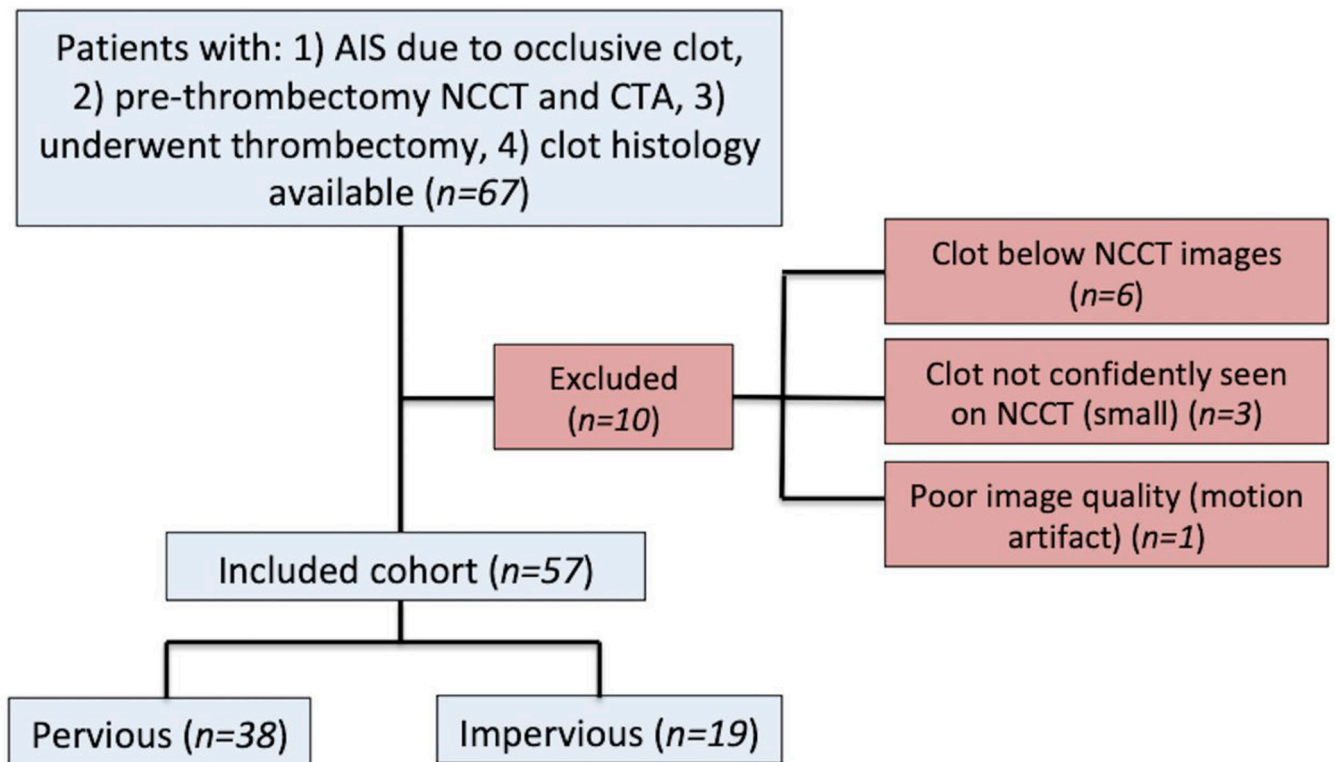 Patients with: 1) AIS due to occlusive clot,
2) pre-thrombectomy NCCT and CTA, 3)
underwent thrombectomy, 4) clot histology
available (n=67)
Clot below NCCT images
(n=6)
Excluded
(n=10)
Clot not confidently seen
on NCCT (small) (n=3)
Poor image quality (motion
artifact) (n=1)
Included cohort (n=57)
Pervious (n=38)
Impervious (n=19)